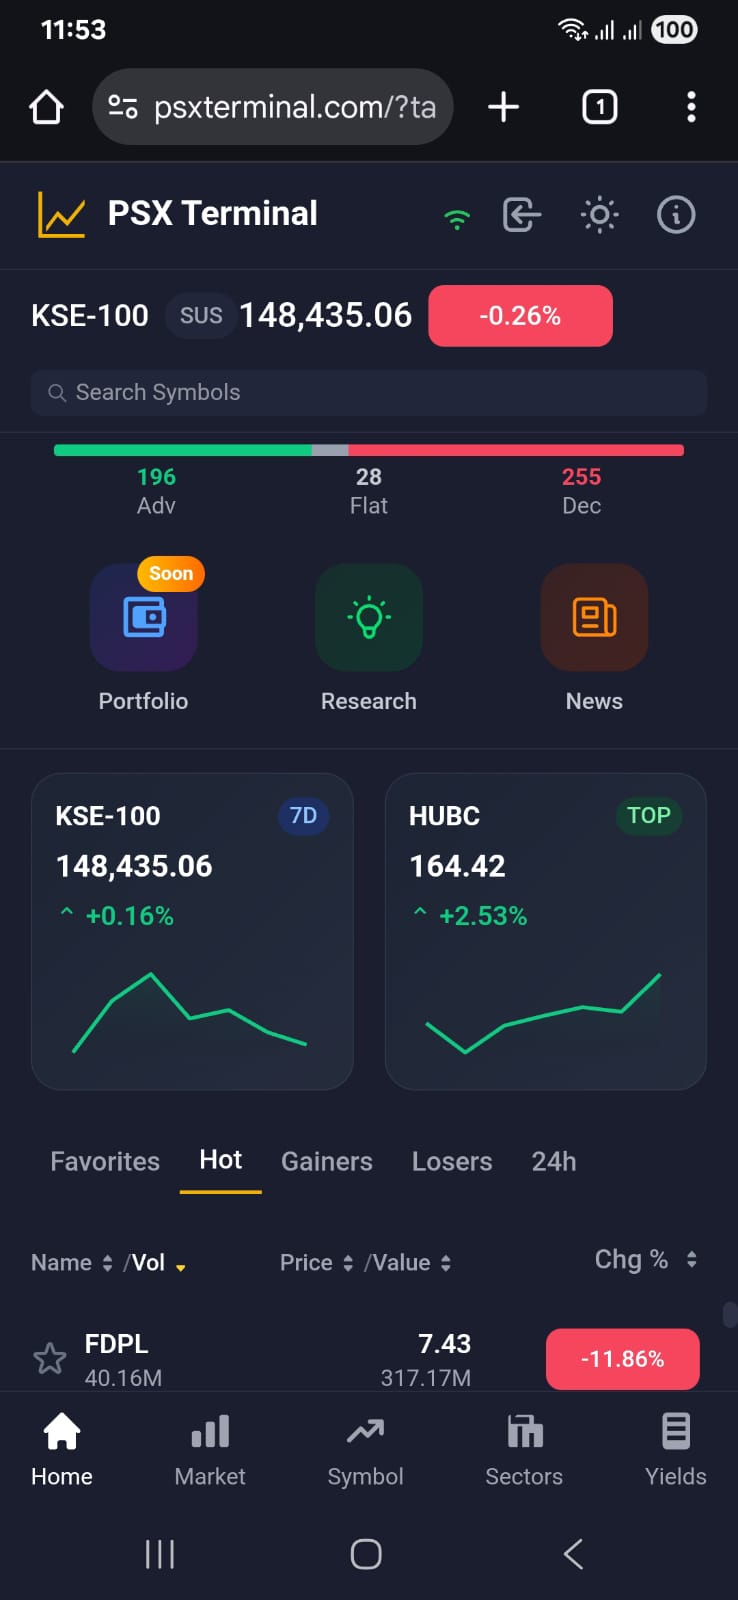 11:53
100
psxterminal.com/?ta
1
PSX Terminal
KSE-100 SUS 148,435.06 -0.26%
Search Symbols
196 28 255
Adv Flat Dec
Soon
Portfolio Research News
KSE-100 7D
148,435.06
+0.16%
HUBC TOP
164.42
+2.53%
Favorites Hot Gainers Losers 24h
Name /Vol Price /Value Chg %
FDPL 7.43 -11.86%
40.16M 317.17M
Home Market Symbol Sectors Yields